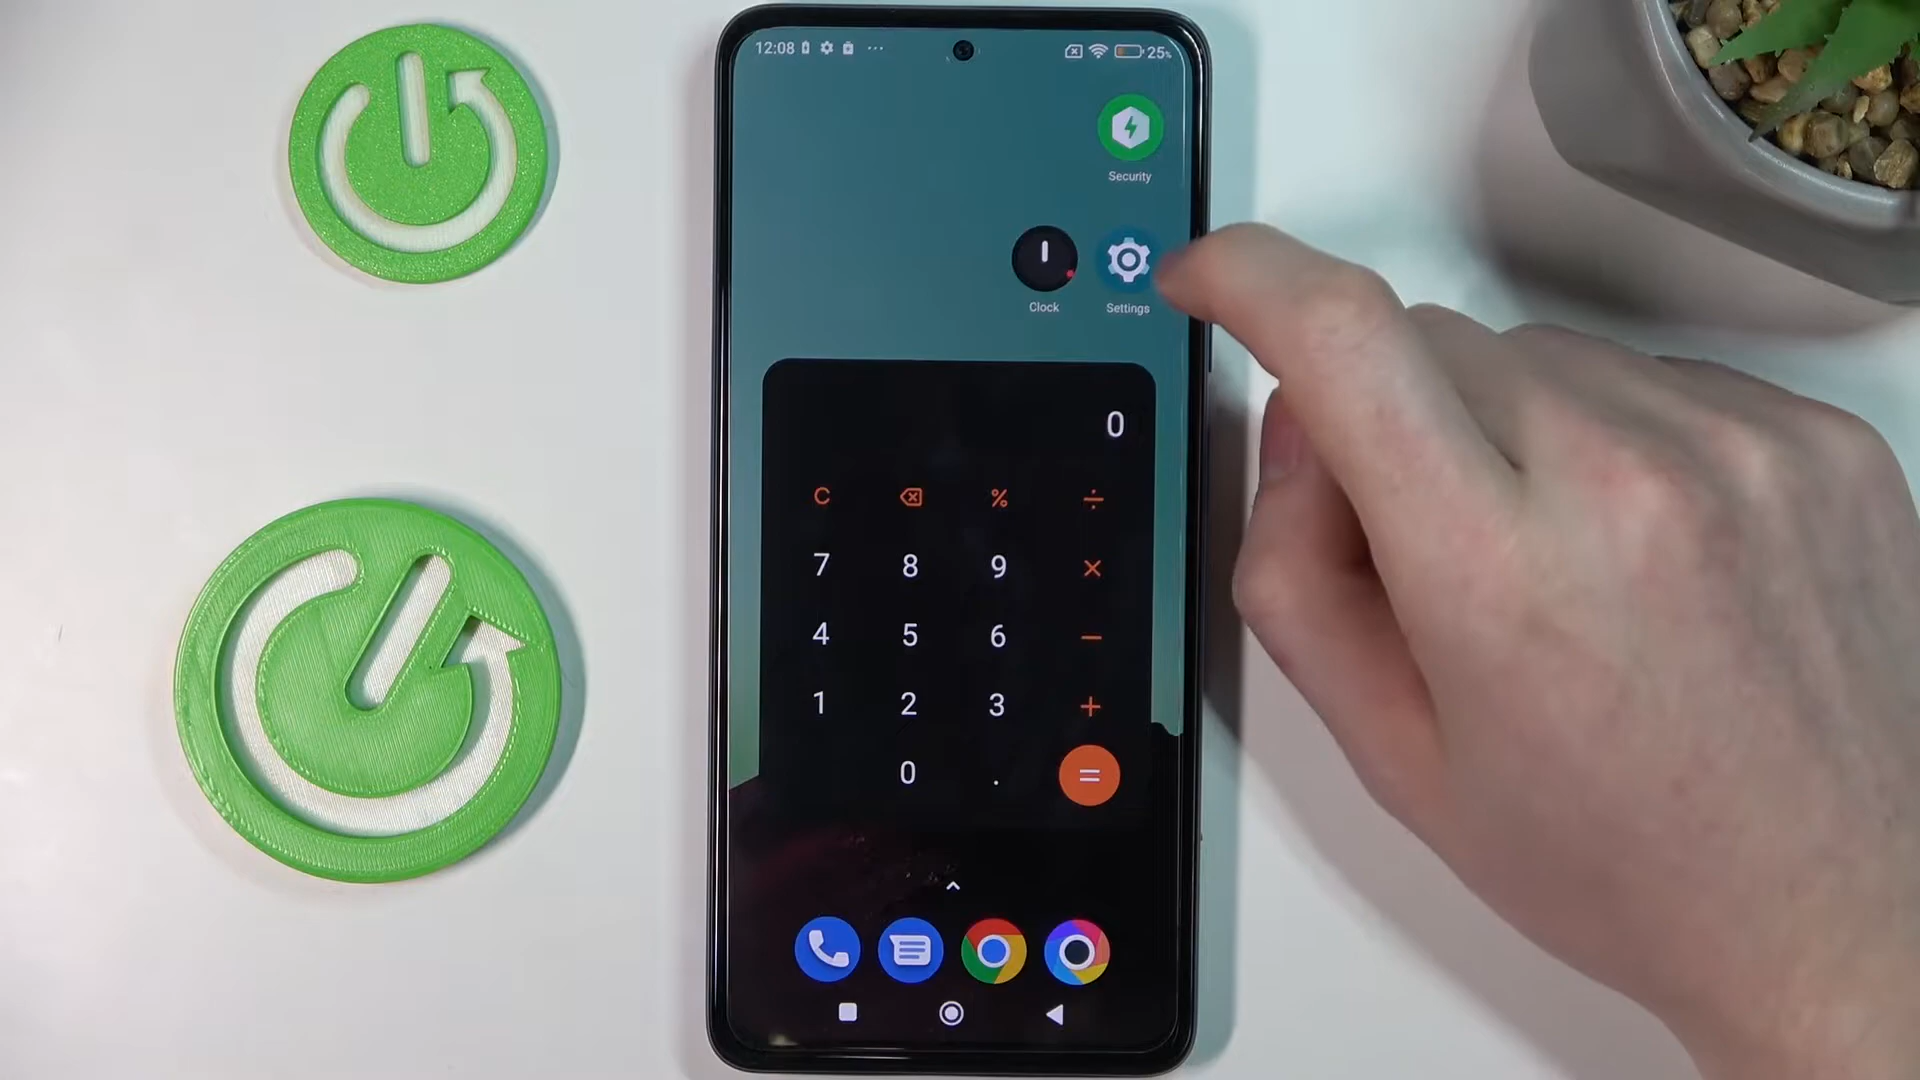 12:08 ... 25%
Security
Clock Settings
0
C % ÷
7 8 9 ×
4 5 6 −
1 2 3 +
0 . =